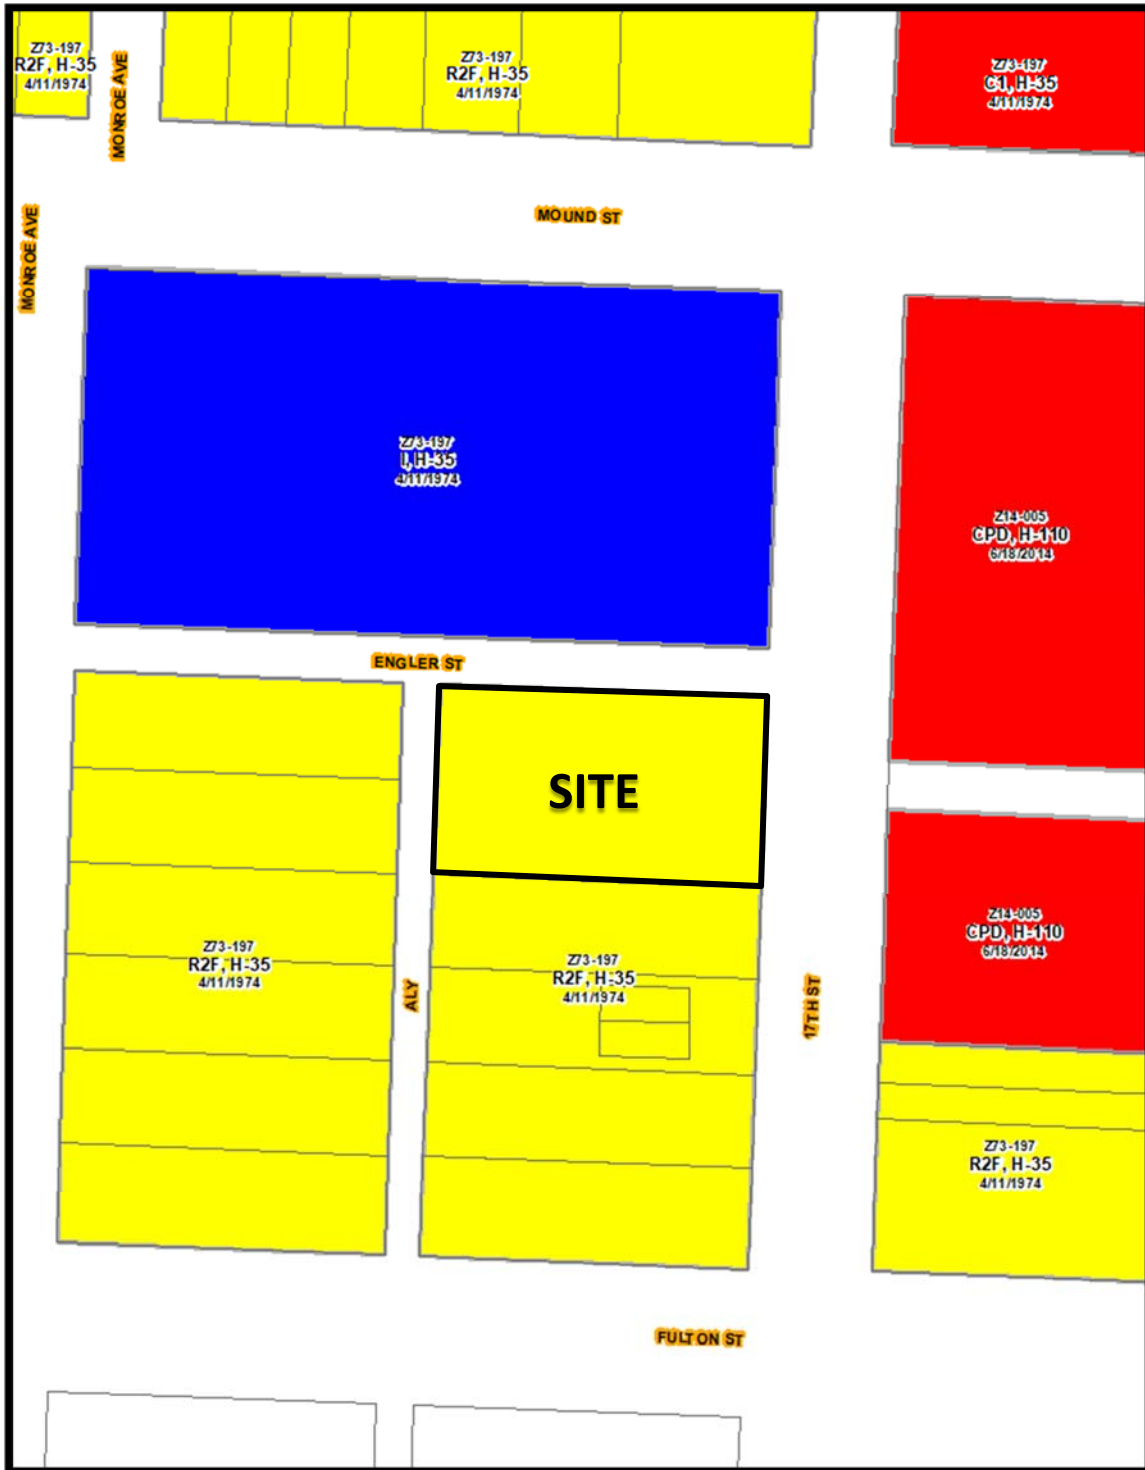 Z73-197
R2F, H-35
4/11/1974
MONROE AVE
Z73-197
R2F, H-35
4/11/1974
Z73-197
C1, H-35
4/11/1974
MONROE AVE
MOUND ST
Z73-197
I, H-35
4/11/1974
Z14-005
CPD, H-110
6/18/2014
ENGLER ST
SITE
Z73-197
R2F, H-35
4/11/1974
ALY
Z73-197
R2F, H-35
4/11/1974
17TH ST
Z14-005
CPD, H-110
6/18/2014
Z73-197
R2F, H-35
4/11/1974
FULTON ST